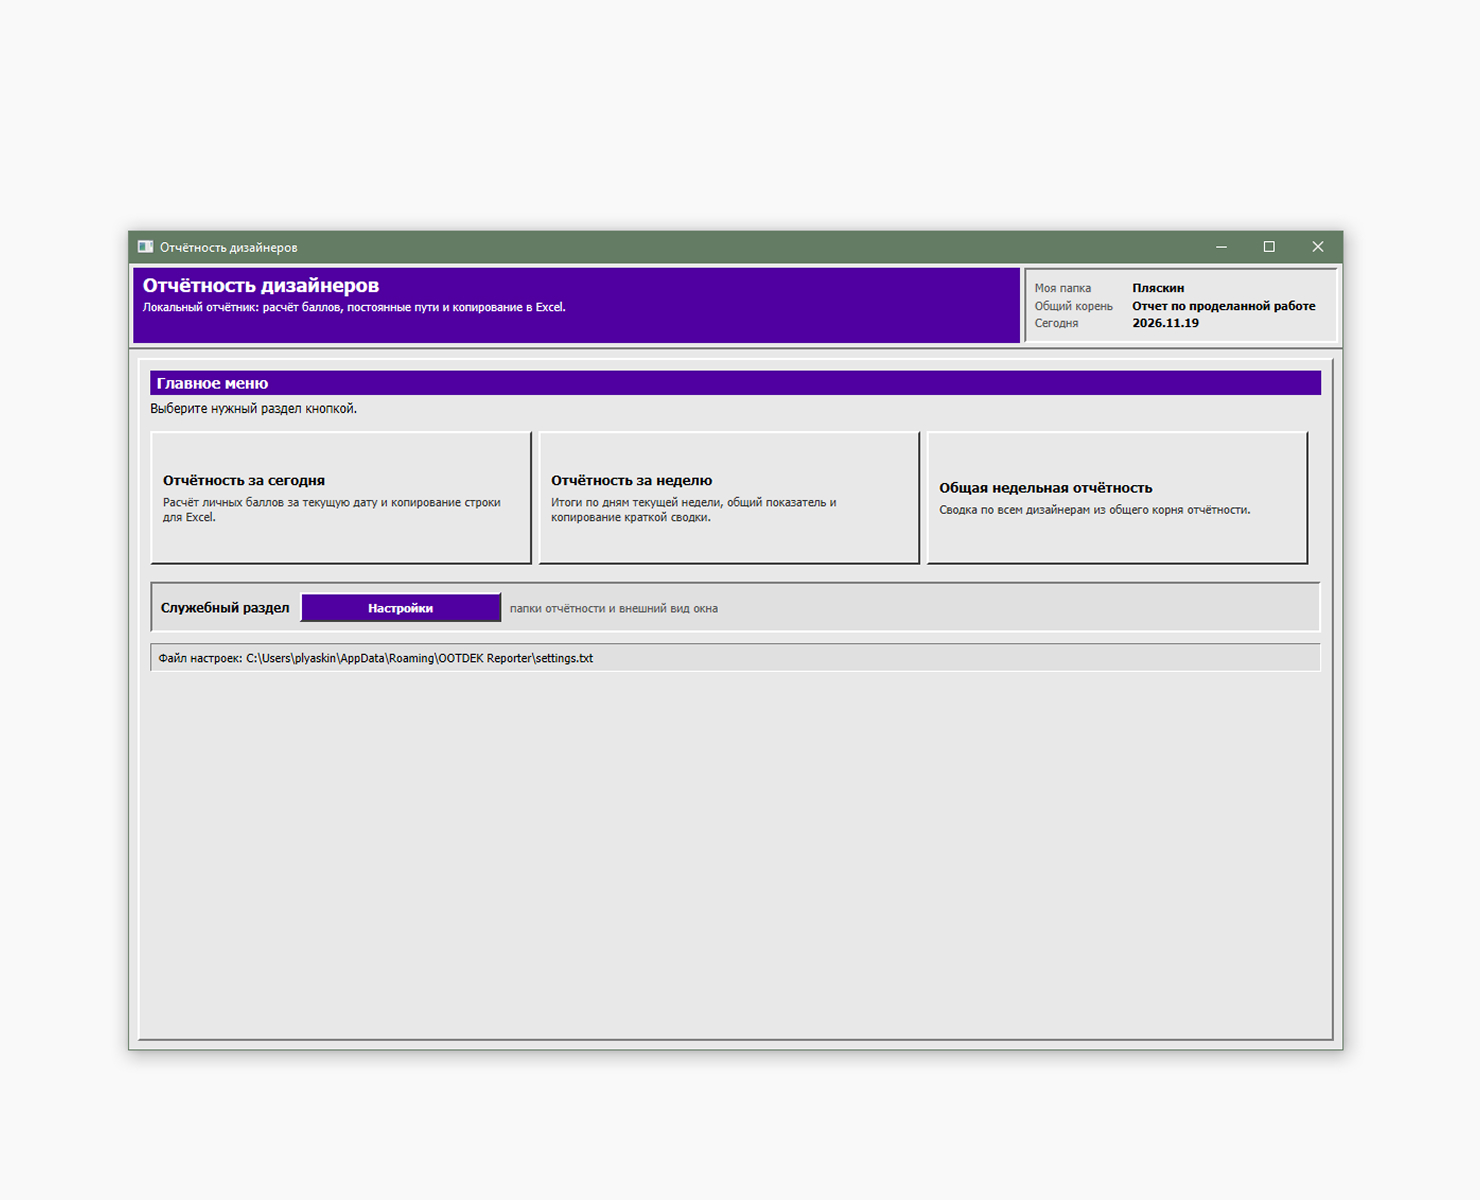 Отчётность дизайнеров
Отчётность дизайнеров
Локальный отчётник: расчёт баллов, постоянные пути и копирование в Excel.
Моя папка Пляскин
Общий корень Отчет по проделанной работе
Сегодня 2026.11.19
Главное меню
Выберите нужный раздел кнопкой.
Отчётность за сегодня
Расчёт личных баллов за текущую дату и копирование строки
для Excel.
Отчётность за неделю
Итоги по дням текущей недели, общий показатель и
копирование краткой сводки.
Общая недельная отчётность
Сводка по всем дизайнерам из общего корня отчётности.
Служебный раздел Настройки папки отчётности и внешний вид окна
Файл настроек: C:\Users\plyaskin\AppData\Roaming\OOTDEK Reporter\settings.txt